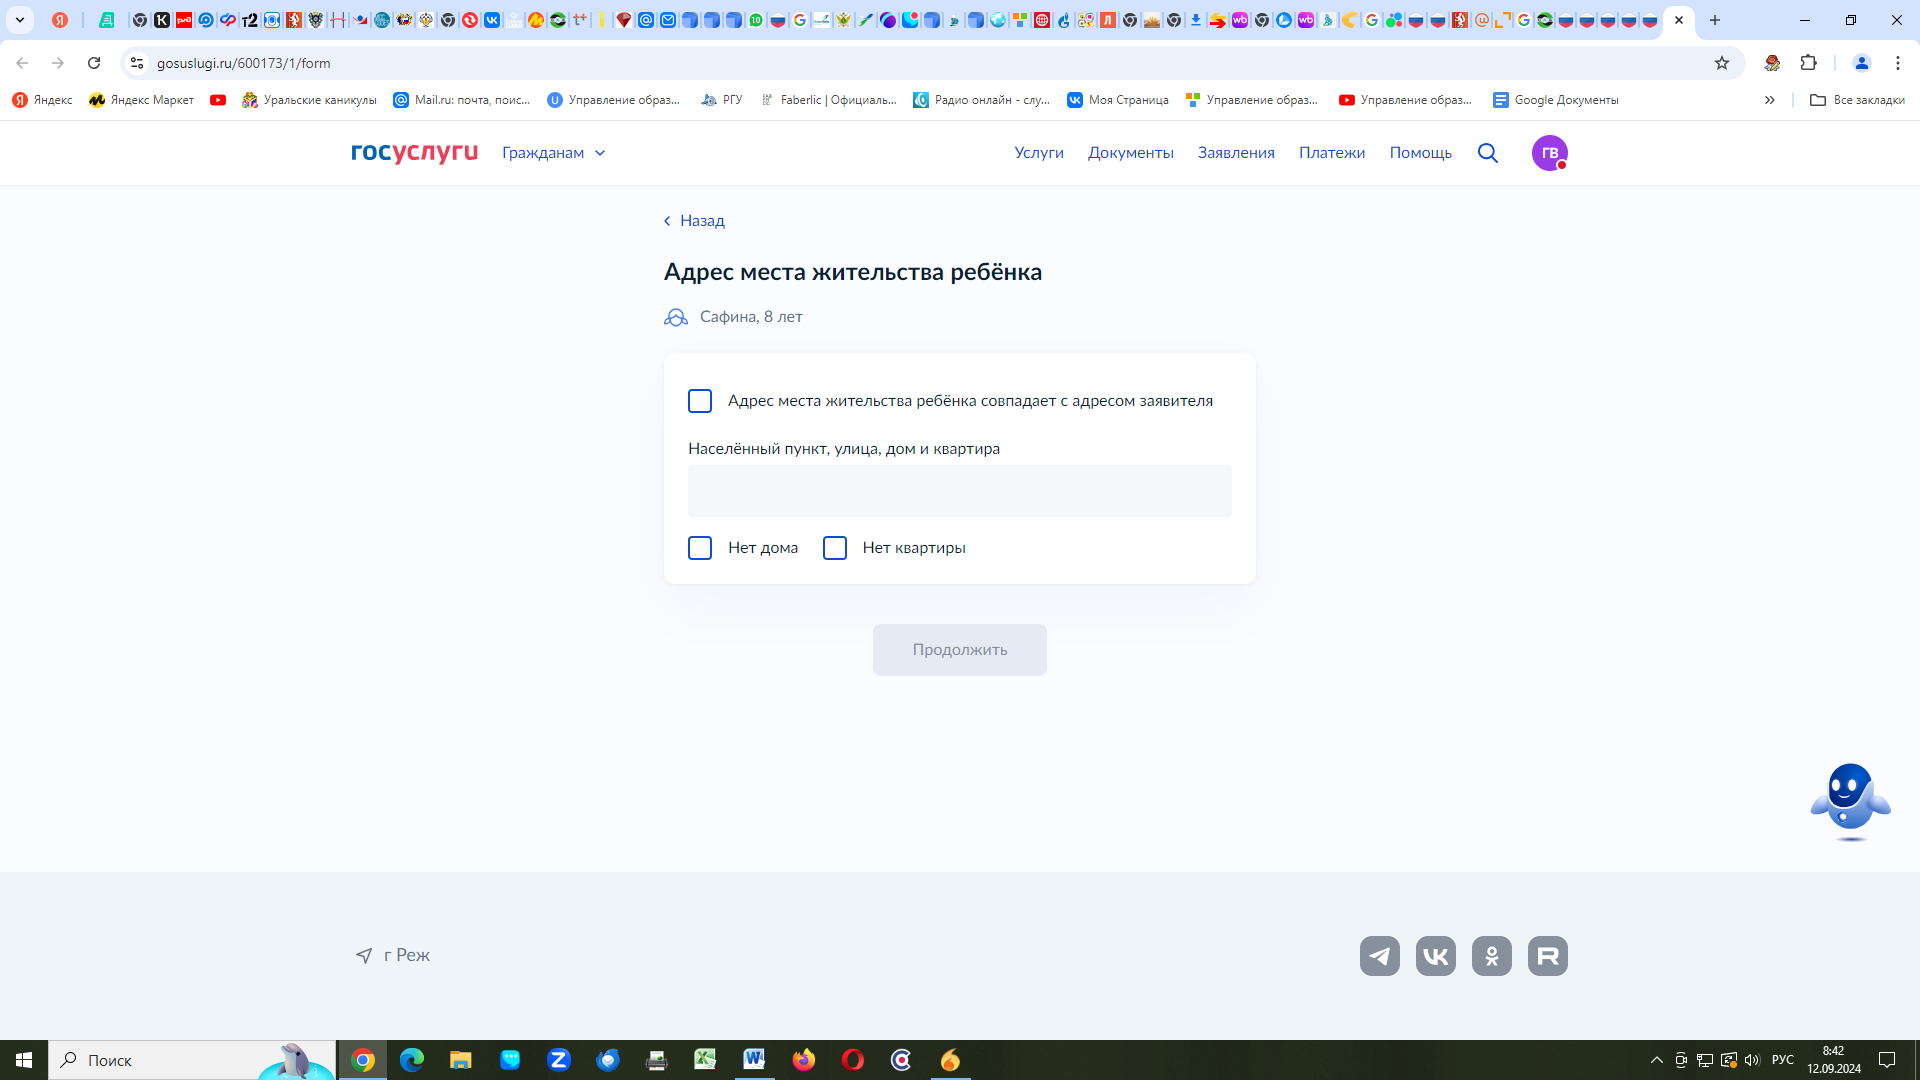 gosuslugi.ru/600173/1/form
Яндекс
Яндекс Маркет
Уральские каникулы
Mail.ru: почта, поис...
Управление образ...
РГУ
Faberlic | Официаль...
Радио онлайн - слу...
Моя Страница
Управление образ...
Управление образ...
Google Документы
Все закладки
госуслуги
Гражданам
Услуги
Документы
Заявления
Платежи
Помощь
ГВ
Назад
Адрес места жительства ребёнка
Сафина, 8 лет
Адрес места жительства ребёнка совпадает с адресом заявителя
Населённый пункт, улица, дом и квартира
Нет дома
Нет квартиры
Продолжить
г Реж
Поиск
РУС
8:42
12.09.2024